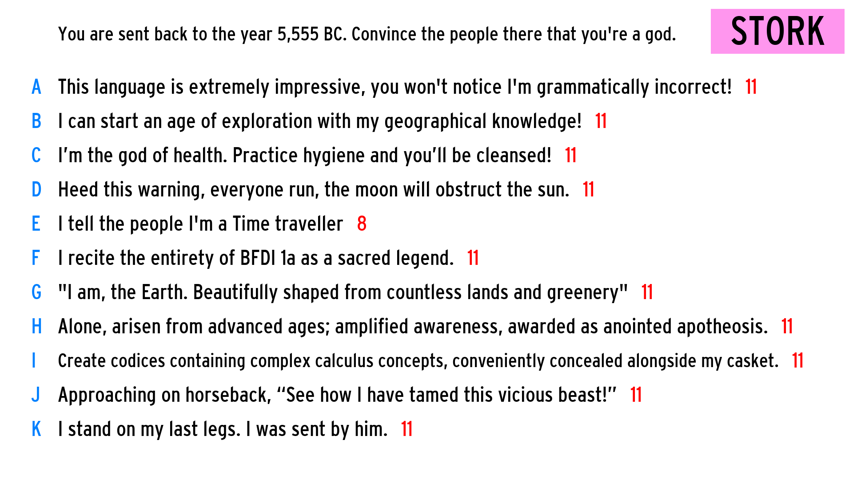 You are sent back to the year 5,555 BC. Convince the people there that you're a god.
STORK
A This language is extremely impressive, you won't notice I'm grammatically incorrect! 11
B I can start an age of exploration with my geographical knowledge! 11
C I’m the god of health. Practice hygiene and you’ll be cleansed! 11
D Heed this warning, everyone run, the moon will obstruct the sun. 11
E I tell the people I'm a Time traveller 8
F I recite the entirety of BFDI 1a as a sacred legend. 11
G "I am, the Earth. Beautifully shaped from countless lands and greenery" 11
H Alone, arisen from advanced ages; amplified awareness, awarded as anointed apotheosis. 11
I Create codices containing complex calculus concepts, conveniently concealed alongside my casket. 11
J Approaching on horseback, “See how I have tamed this vicious beast!” 11
K I stand on my last legs. I was sent by him. 11